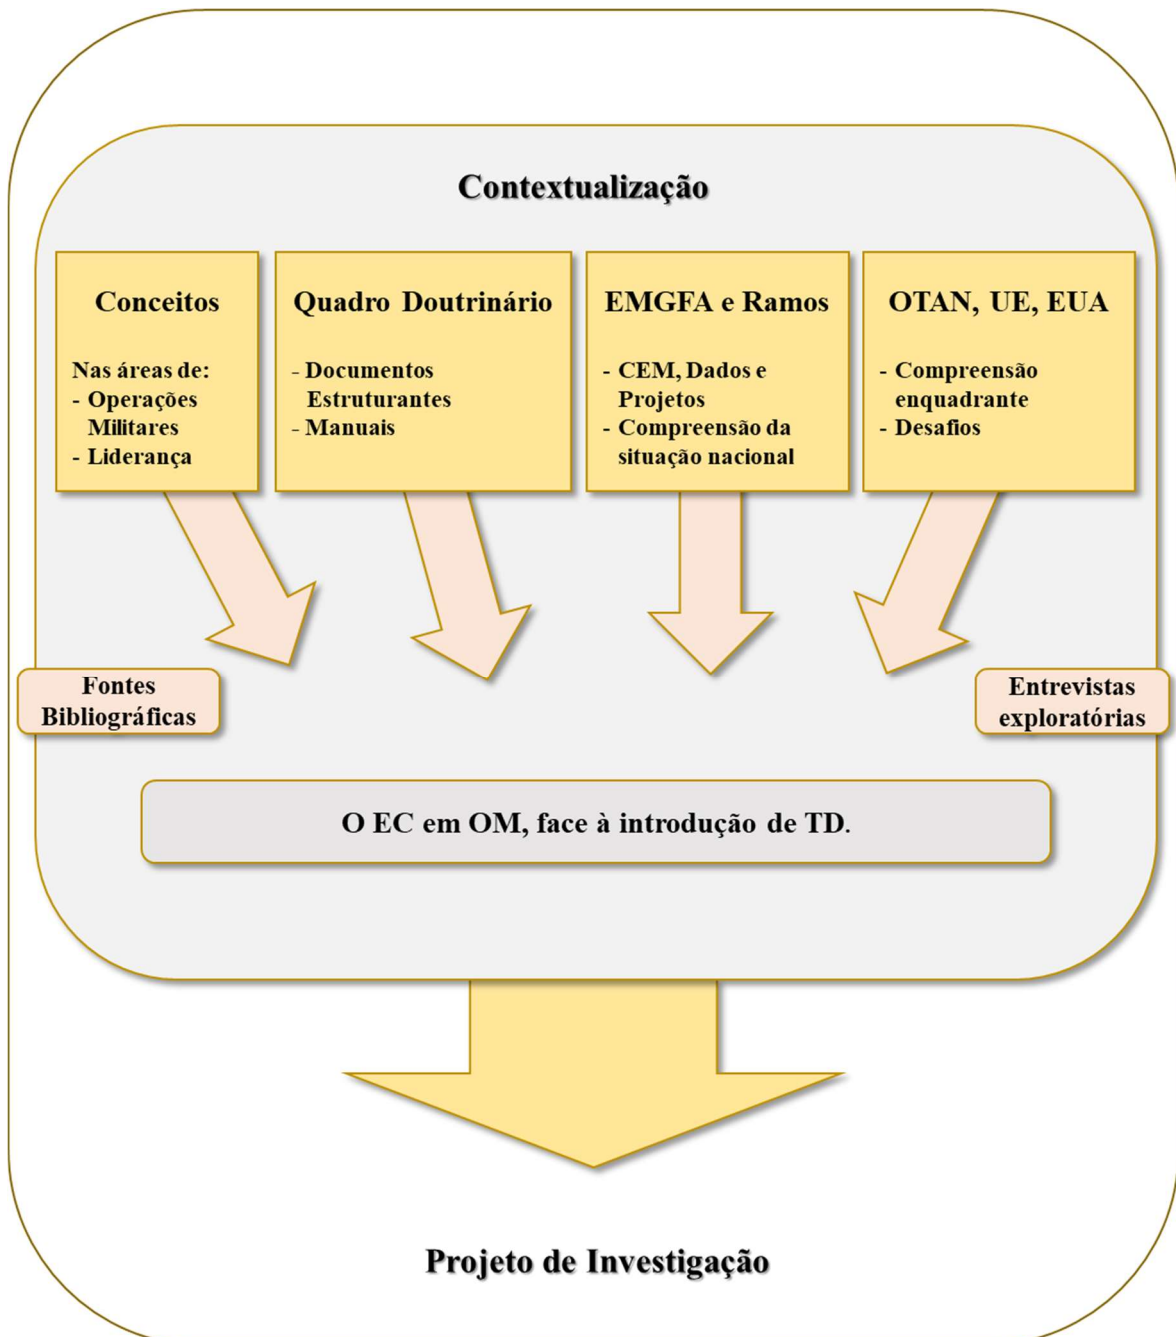 Contextualização
Conceitos
Nas áreas de:
- Operações
Militares
- Liderança
Quadro Doutrinário
- Documentos
Estruturantes
- Manuais
EMGFA e Ramos
- CEM, Dados e
Projetos
- Compreensão da
situação nacional
OTAN, UE, EUA
- Compreensão
enquadrante
- Desafios
Fontes
Bibliográficas
Entrevistas
exploratórias
O EC em OM, face à introdução de TD.
Projeto de Investigação